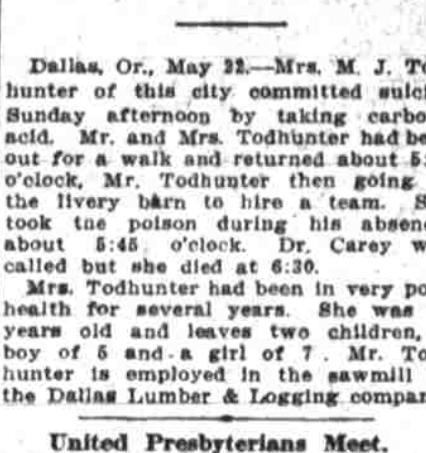 Dallas, Or., May 22.—Mrs. M. J. To
hunter of this city committed suic
Sunday afternoon by taking carbo
acid. Mr. and Mrs. Todhunter had be
out for a walk and returned about 5:
o'clock, Mr. Todhunter then going
the livery barn to hire a team. S
took tne poison during his absen
about 5:45 o'clock. Dr. Carey w
called but she died at 6:30.
Mrs. Todhunter had been in very po
health for several years. She was
years old and leaves two children,
boy of 5 and a girl of 7 . Mr. To
hunter is employed in the sawmill
the Dallas Lumber & Logging compar
United Presbyterians Meet.